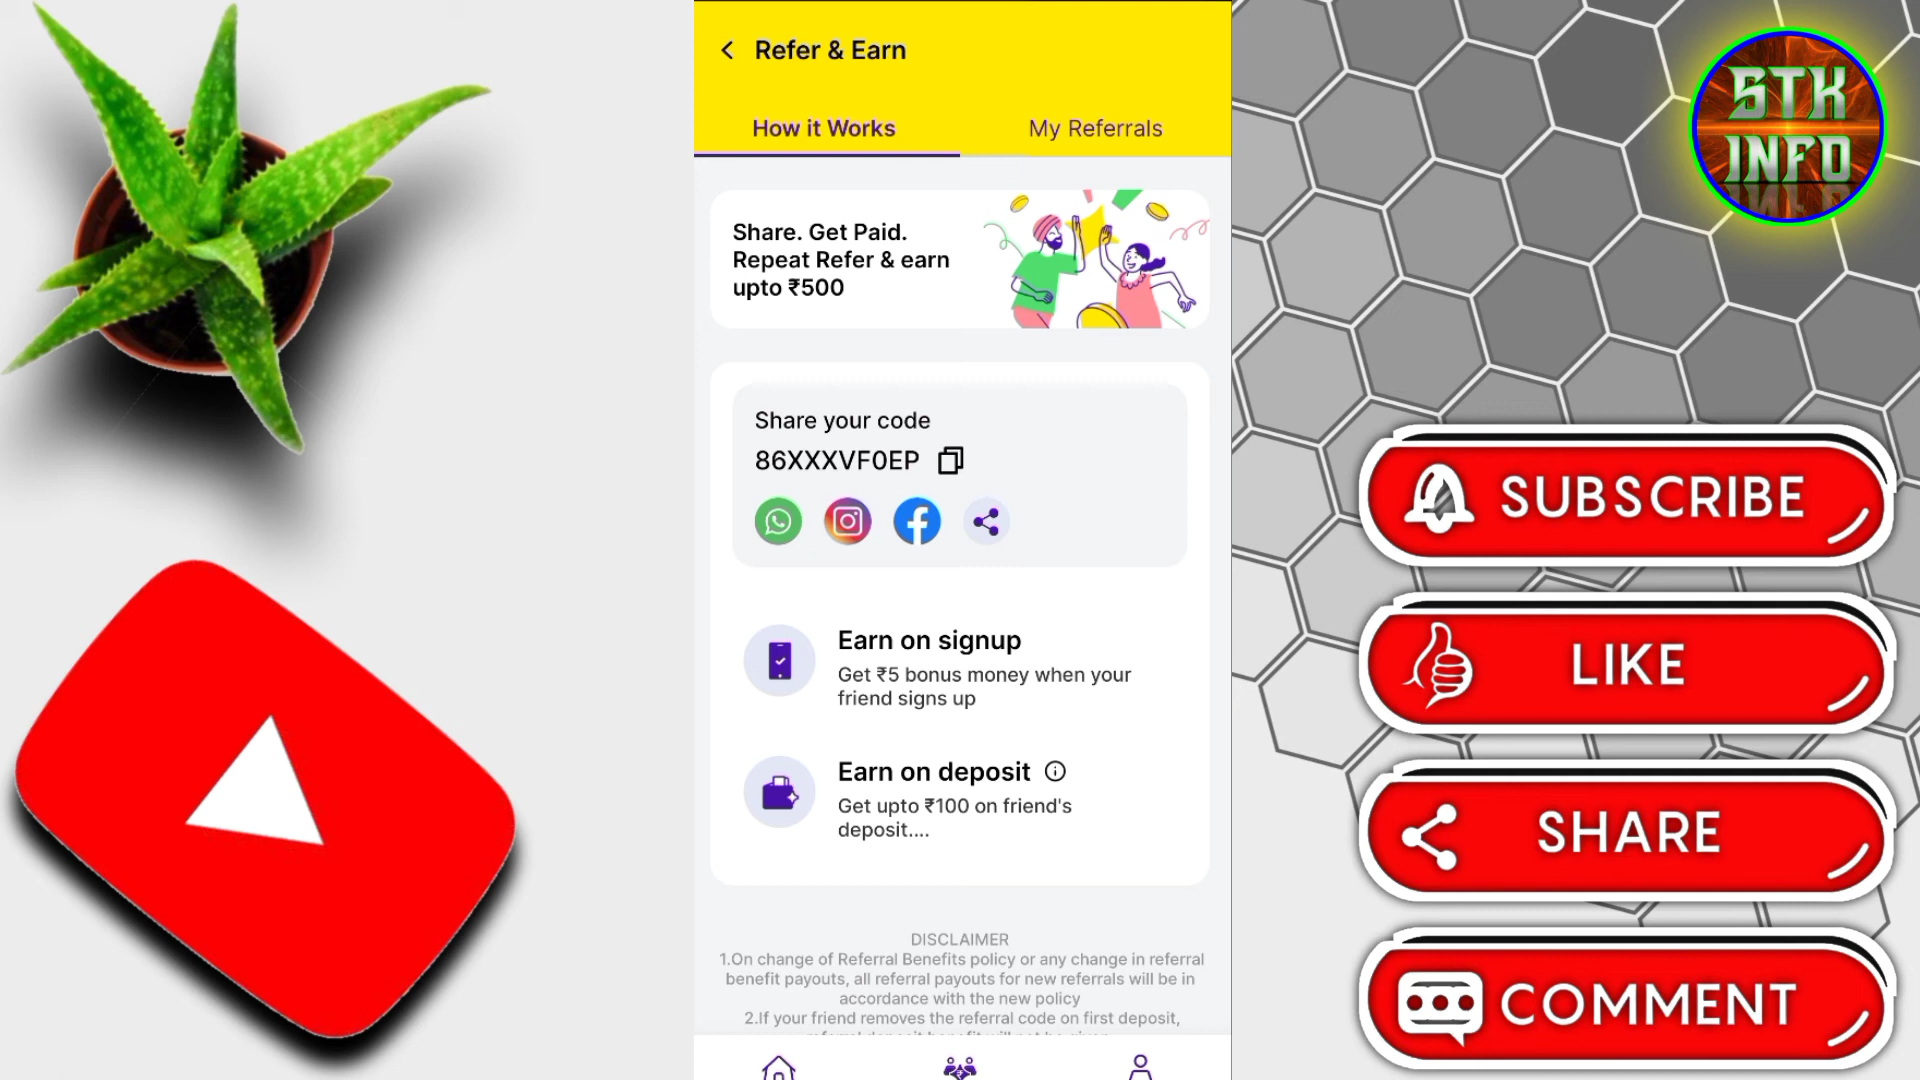 Refer & Earn
How it Works
My Referrals
Share. Get Paid.
Repeat Refer & earn
upto ₹500
Share your code
86XXXVF0EP
Earn on signup
Get ₹5 bonus money when your
friend signs up
Earn on deposit
Get upto ₹100 on friend's
deposit....
DISCLAIMER
1.On change of Referral Benefits policy or any change in referral
benefit payouts, all referral payouts for new referrals will be in
accordance with the new policy
2.If your friend removes the referral code on first deposit,
STK
INFO
SUBSCRIBE
LIKE
SHARE
COMMENT